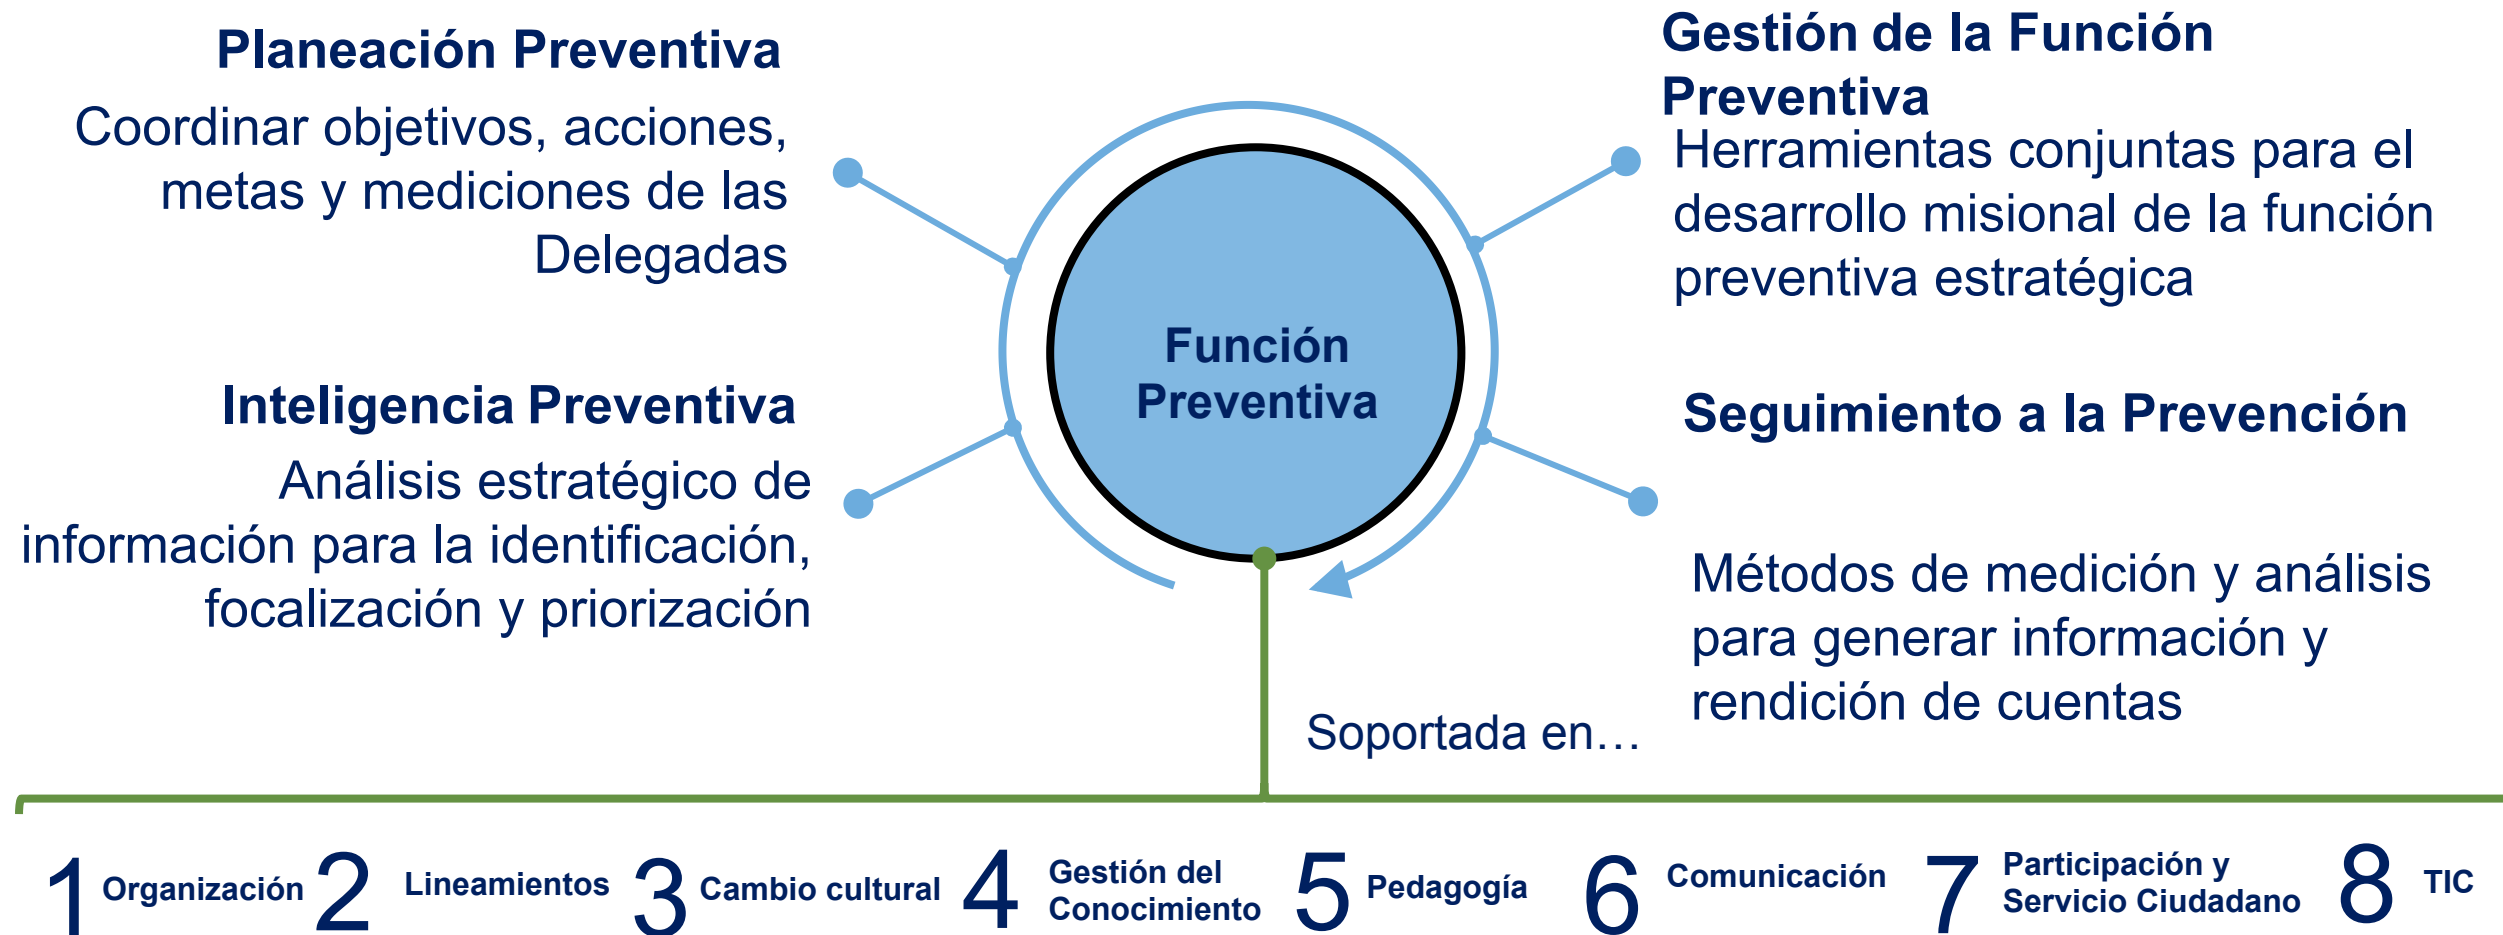 Planeación Preventiva
Coordinar objetivos, acciones,
metas y mediciones de las
Delegadas
Gestión de la Función
Preventiva
Herramientas conjuntas para el
desarrollo misional de la función
preventiva estratégica
Función
Preventiva
Inteligencia Preventiva
Análisis estratégico de
información para la identificación,
focalización y priorización
Seguimiento a la Prevención
Métodos de medición y análisis
para generar información y
rendición de cuentas
Soportada en…
1 Organización
2 Lineamientos
3 Cambio cultural
4 Gestión del
Conocimiento
5 Pedagogía
6 Comunicación
7 Participación y
Servicio Ciudadano
8 TIC